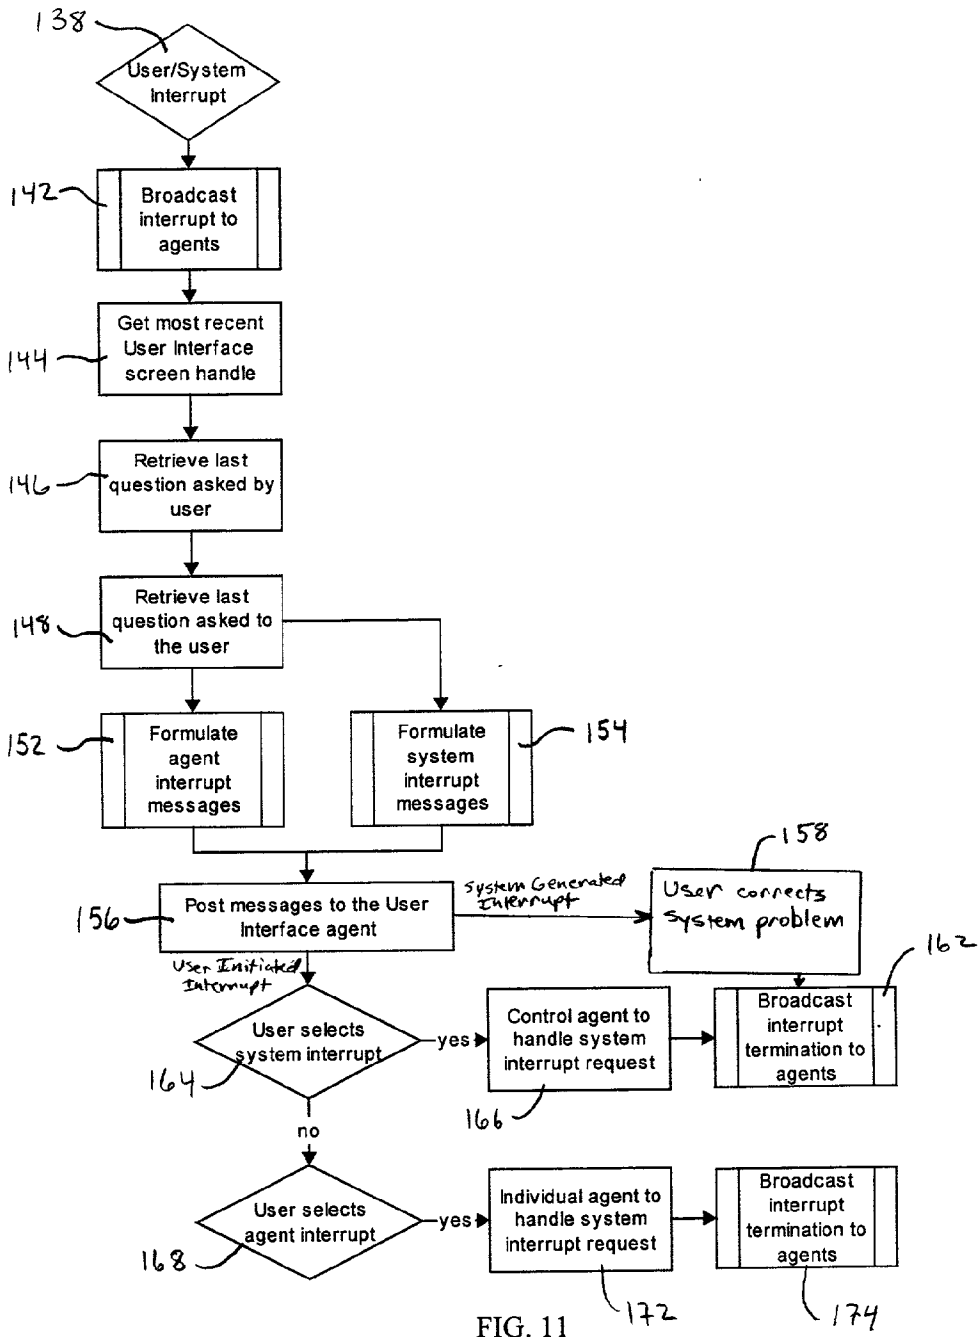 138
User/System
Interrupt
142
Broadcast
interrupt to
agents
144
Get most recent
User Interface
screen handle
146
Retrieve last
question asked by
user
148
Retrieve last
question asked to
the user
152
Formulate
agent
interrupt
messages
154
Formulate
system
interrupt
messages
156
Post messages to the User
Interface agent
System Generated
Interrupt
158
User corrects
System problem
User Initiated
Interrupt
162
User selects
system interrupt
164
yes
Control agent to
handle system
interrupt request
166
Broadcast
interrupt
termination to
agents
no
User selects
agent interrupt
168
yes
Individual agent to
handle system
interrupt request
172
Broadcast
interrupt
termination to
agents
174
FIG. 11